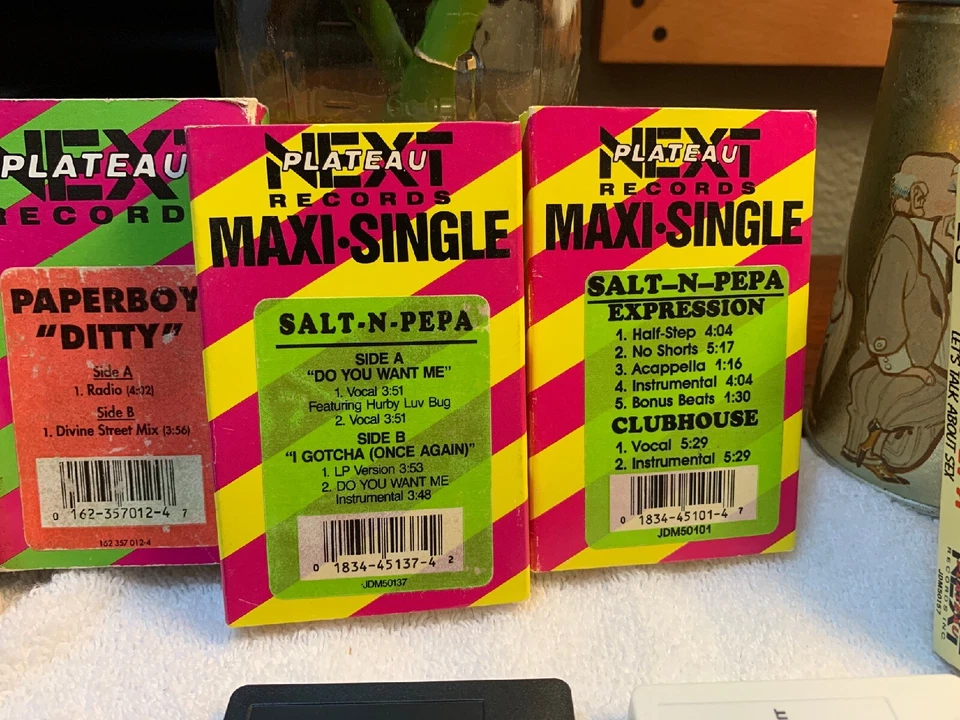 NEXT
PLATEAU
RECORD
PAPERBOY
"DITTY"
Side A
1. Radio (4:02)
Side B
1. Divine Street Mix (3:56)
0 162-357012-4 7
162 357 012-4
NEXT
PLATEAU
RECORDS
MAXI•SINGLE
SALT-N-PEPA
SIDE A
"DO YOU WANT ME"
1. Vocal 3:51
Featuring Hurby Luv Bug
2. Vocal 3:51
SIDE B
"I GOTCHA (ONCE AGAIN)"
1. LP Version 3:53
2. DO YOU WANT ME
Instrumental 3:48
0 1834-45137-4 2
JDM50137
NEXT
PLATEAU
RECORDS
MAXI•SINGLE
SALT–N–PEPA
EXPRESSION
1. Half-Step 4:04
2. No Shorts 5:17
3. Acappella 1:16
4. Instrumental 4:04
5. Bonus Beats 1:30
CLUBHOUSE
1. Vocal 5:29
2. Instrumental 5:29
0 1834-45101-4 7
JDM50101
LET'S TALK ABOUT SEX
NEXT
RECORDS INC
JDM50157